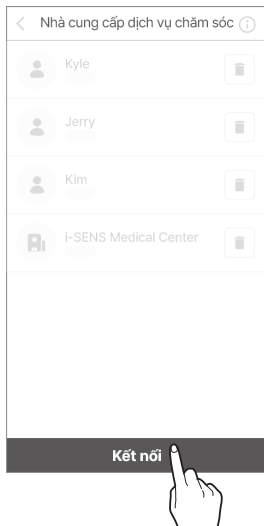 Nhà cung cấp dịch vụ chăm sóc
Kyle
Jerry
Kim
i-SENS Medical Center
Kết nối